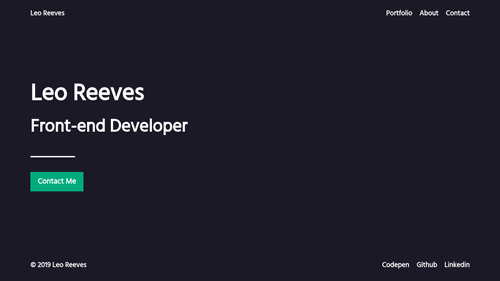 Leo Reeves
Portfolio About Contact
Leo Reeves
Front-end Developer
Contact Me
© 2019 Leo Reeves
Codepen Github Linkedin